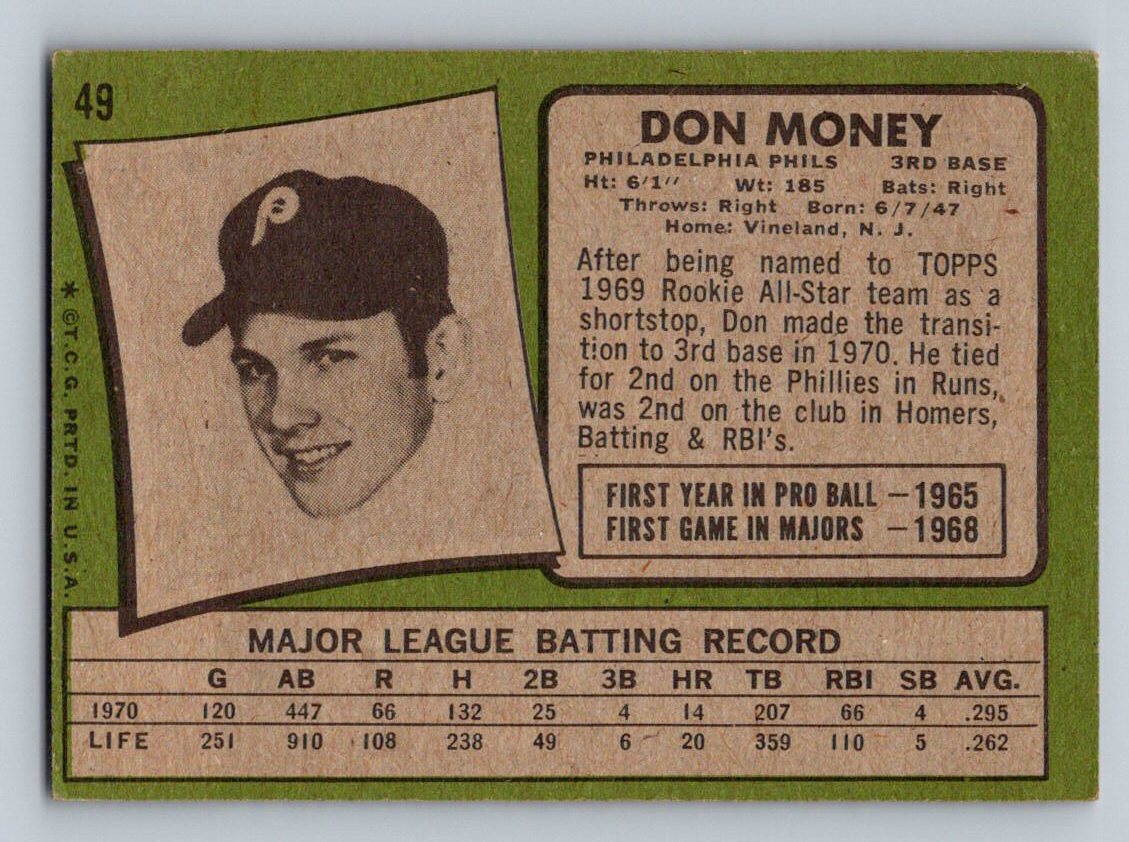 49
DON MONEY
PHILADELPHIA PHILS 3RD BASE
Ht: 6'1" Wt: 185 Bats: Right
Throws: Right Born: 6/7/47
Home: Vineland, N. J.
After being named to TOPPS
1969 Rookie All-Star team as a
shortstop, Don made the transi-
tion to 3rd base in 1970. He tied
for 2nd on the Phillies in Runs,
was 2nd on the club in Homers,
Batting & RBI's.
FIRST YEAR IN PRO BALL —1965
FIRST GAME IN MAJORS —1968
P
* ©T.C.G. PRTD. IN U.S.A.
MAJOR LEAGUE BATTING RECORD
G AB R H 2B 3B HR TB RBI SB AVG.
1970 120 447 66 132 25 4 14 207 66 4 .295
LIFE 251 910 108 238 49 6 20 359 110 5 .262